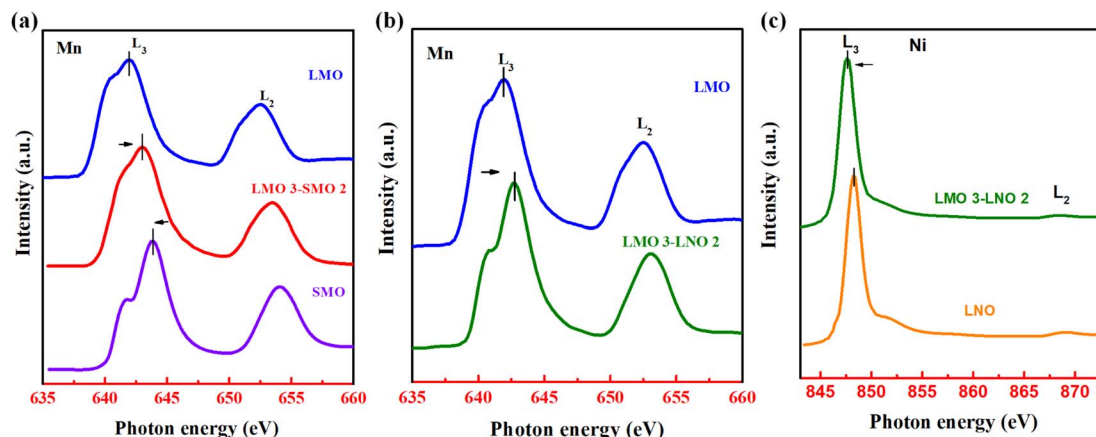 (a)
Mn
L3
LMO
L2
LMO 3-SMO 2
SMO
Intensity (a.u.)
635 640 645 650 655 660
Photon energy (eV)
(b)
Mn
L3
LMO
L2
LMO 3-LNO 2
Intensity (a.u.)
635 640 645 650 655 660
Photon energy (eV)
(c)
L3
Ni
LMO 3-LNO 2
L2
LNO
Intensity (a.u.)
845 850 855 860 865 870
Photon energy (eV)